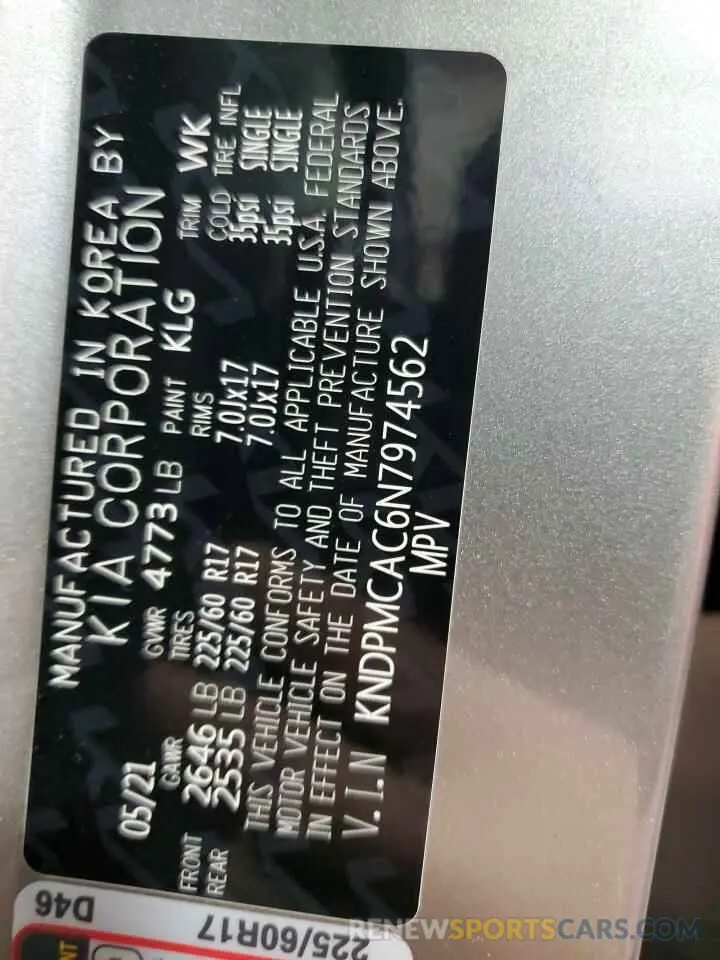 MANUFACTURED IN KOREA BY
KIA CORPORATION
05/21 GVWR 4773 LB PAINT KLG TRIM WK
GAWR TIRES RIMS COLD TIRE INFL
FRONT 2646 LB 225/60 R17 7.0Jx17 35psi SINGLE
REAR 2535 LB 225/60 R17 7.0Jx17 35psi SINGLE
THIS VEHICLE CONFORMS TO ALL APPLICABLE U.S.A. FEDERAL
MOTOR VEHICLE SAFETY AND THEFT PREVENTION STANDARDS
IN EFFECT ON THE DATE OF MANUFACTURE SHOWN ABOVE.
V.I.N KNDPMCAC6N7974562
MPV
D46
225/60R17
RENEWSPORTSCARS.COM